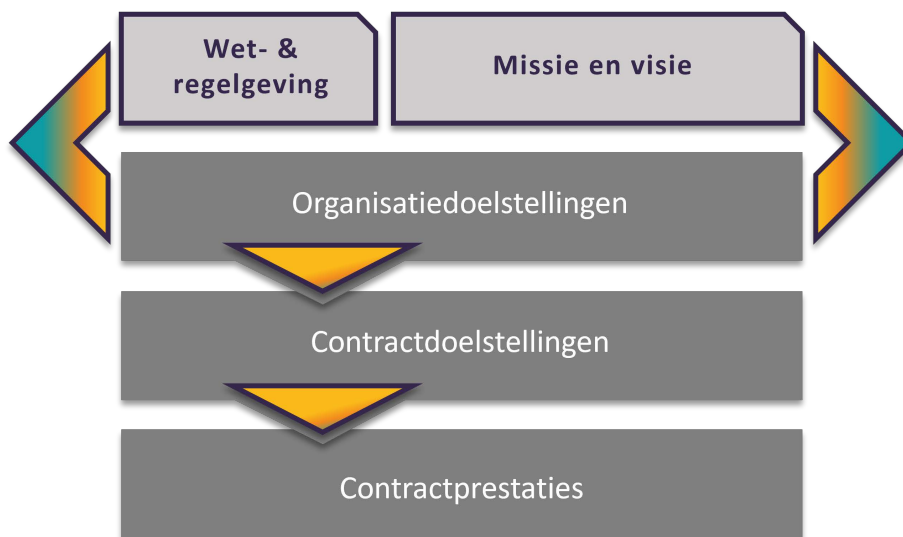 Wet- &
regelgeving
Missie en visie
Organisatiedoelstellingen
Contractdoelstellingen
Contractprestaties